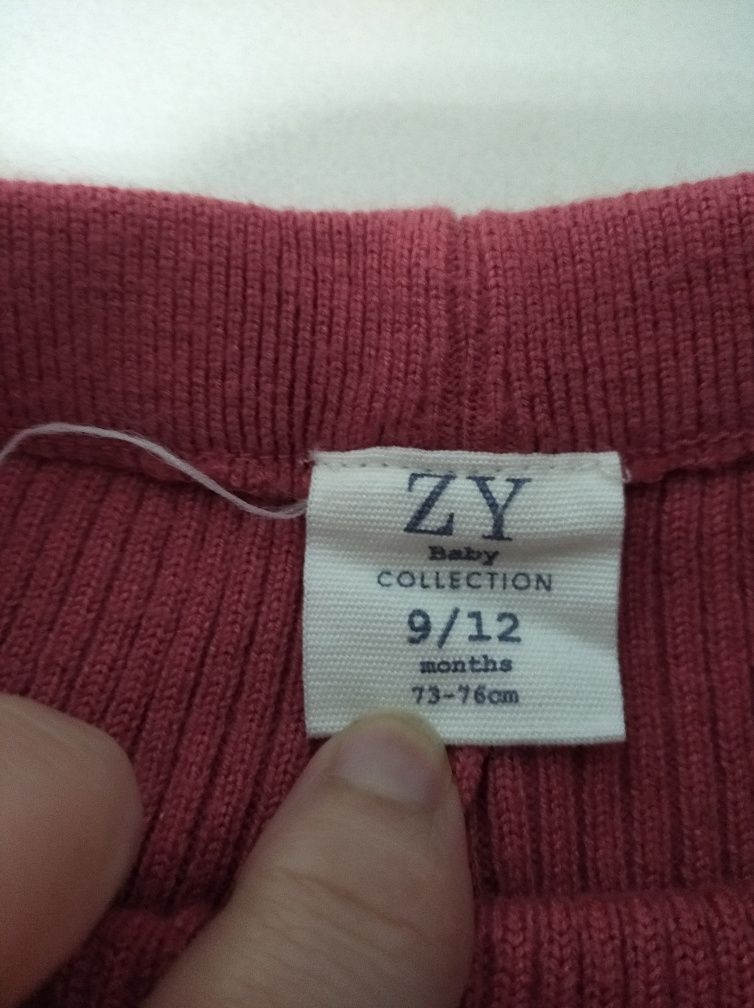 ZY
Baby
COLLECTION
9/12
months
73-76cm